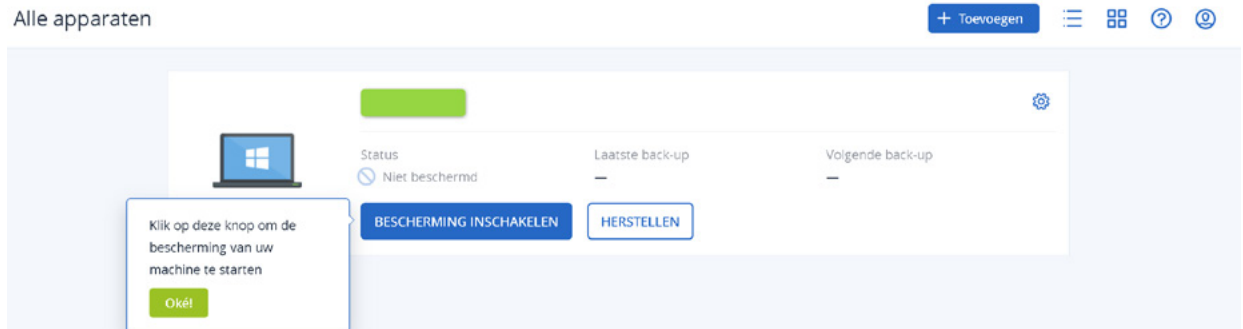 Alle apparaten
+ Toevoegen
Status
Laatste back-up
Volgende back-up
Niet beschermd
—
—
BESCHERMING INSCHAKELEN
HERSTELLEN
Klik op deze knop om de
bescherming van uw
machine te starten
Oké!